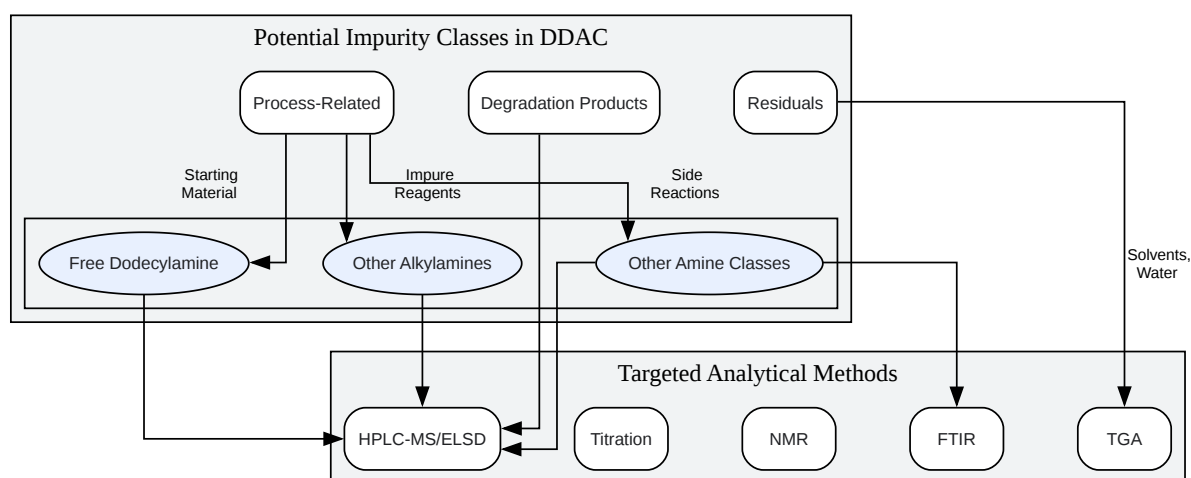 Potential Impurity Classes in DDAC
Process-Related
Degradation Products
Residuals
Starting
Material
Impure
Reagents
Side
Reactions
Free Dodecylamine
Other Alkylamines
Other Amine Classes
Solvents,
Water
Targeted Analytical Methods
HPLC-MS/ELSD
Titration
NMR
FTIR
TGA